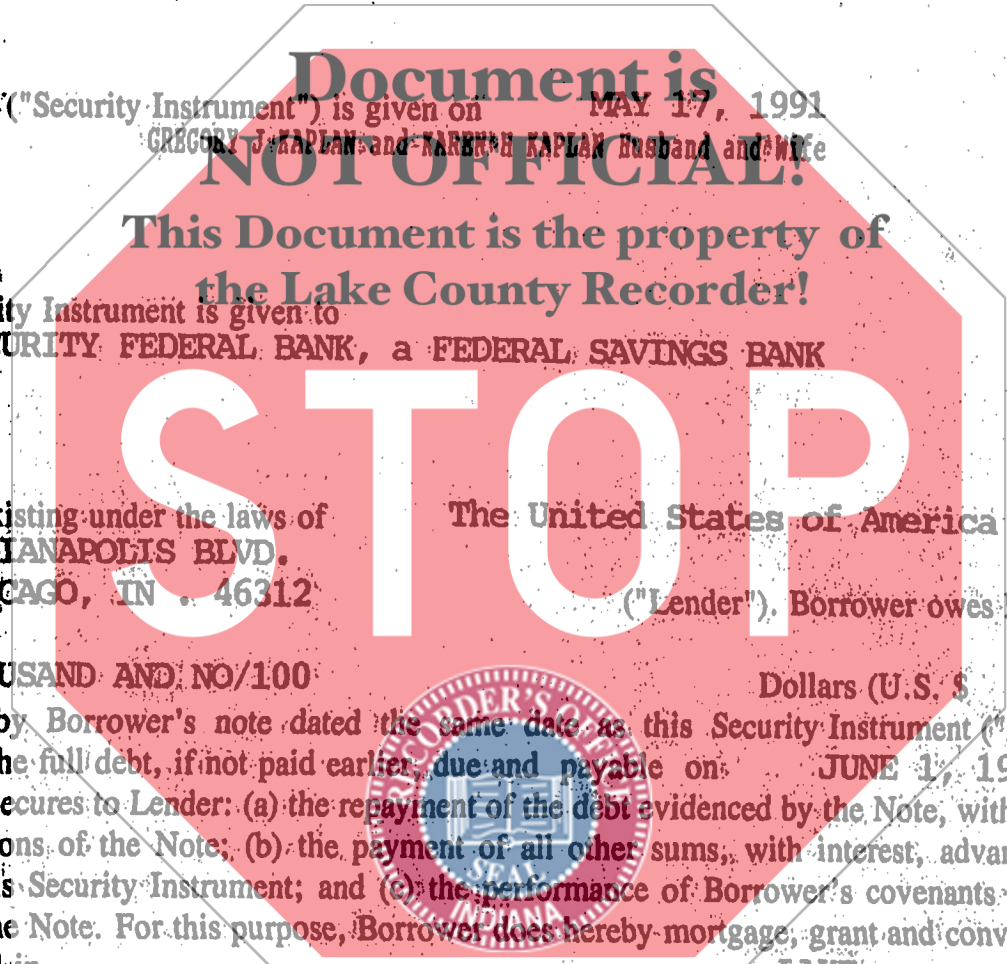 Document is
("Security Instrument") is given on MAY 17, 1991
GREGORY J KAPLAN and KAREN H KAPLAN Husband and Wife
NOT OFFICIAL!
This Document is the property of
the Lake County Recorder!
ity Instrument is given to
URITY FEDERAL BANK, a FEDERAL SAVINGS BANK
STOP
isting under the laws of The United States of America
IANAPOLIS BLVD.
CAGO, IN . 46312
("Lender"). Borrower owes
USAND AND NO/100 Dollars (U.S. $
RECORDER'S OFFICE
by Borrower's note dated the same date as this Security Instrument ("
he full debt, if not paid earlier, due and payable on JUNE 1, 19
ecures to Lender: (a) the repayment of the debt evidenced by the Note, with
ons of the Note; (b) the payment of all other sums, with interest, advan
s Security Instrument; and (c) the performance of Borrower's covenants
SEAL
INDIANA
e Note. For this purpose, Borrower does hereby mortgage, grant and conv